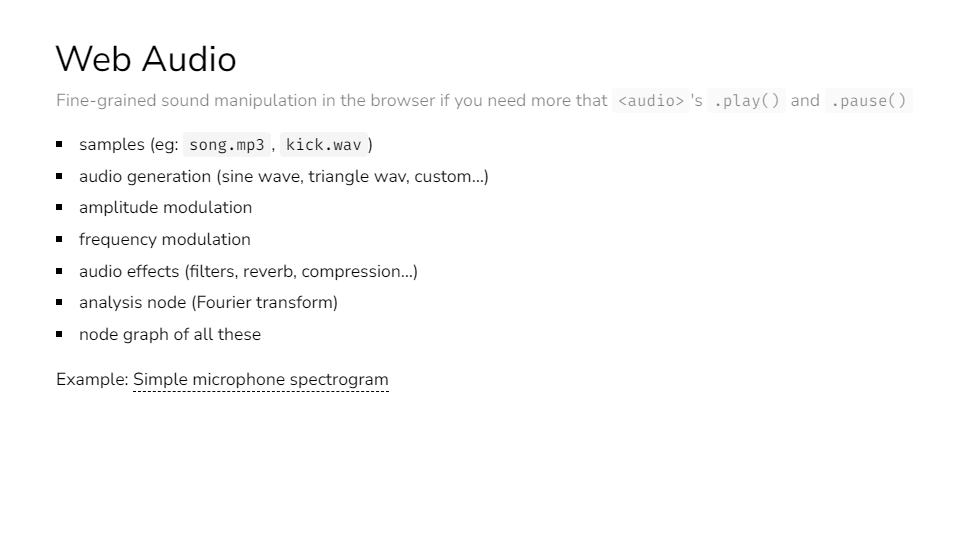 Web Audio
Fine-grained sound manipulation in the browser if you need more that <audio>'s .play() and .pause()
samples (eg: song.mp3, kick.wav)
audio generation (sine wave, triangle wav, custom...)
amplitude modulation
frequency modulation
audio effects (filters, reverb, compression...)
analysis node (Fourier transform)
node graph of all these
Example: Simple microphone spectrogram